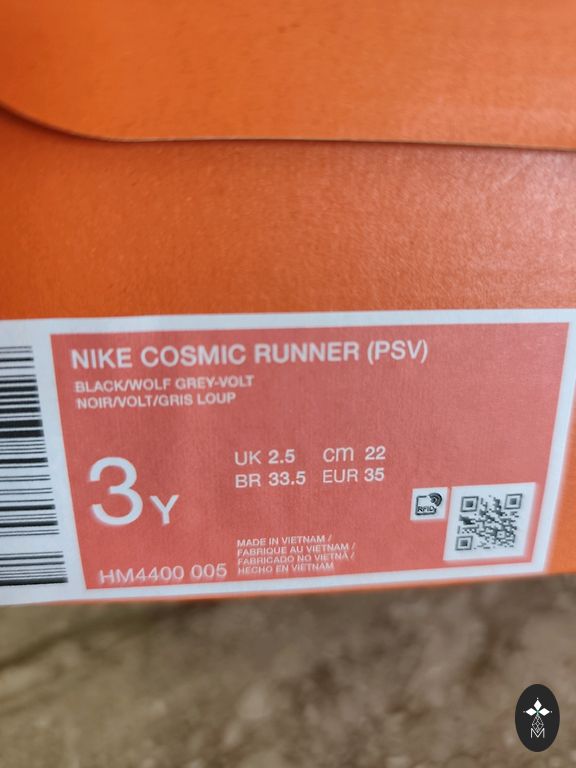 NIKE COSMIC RUNNER (PSV)
BLACK/WOLF GREY-VOLT
NOIR/VOLT/GRIS LOUP
3Y
UK 2.5 cm 22
BR 33.5 EUR 35
RFID
MADE IN VIETNAM /
FABRIQUE AU VIETNAM /
FABRICADO NO VIETNÃ /
HECHO EN VIETNAM
HM4400 005
M